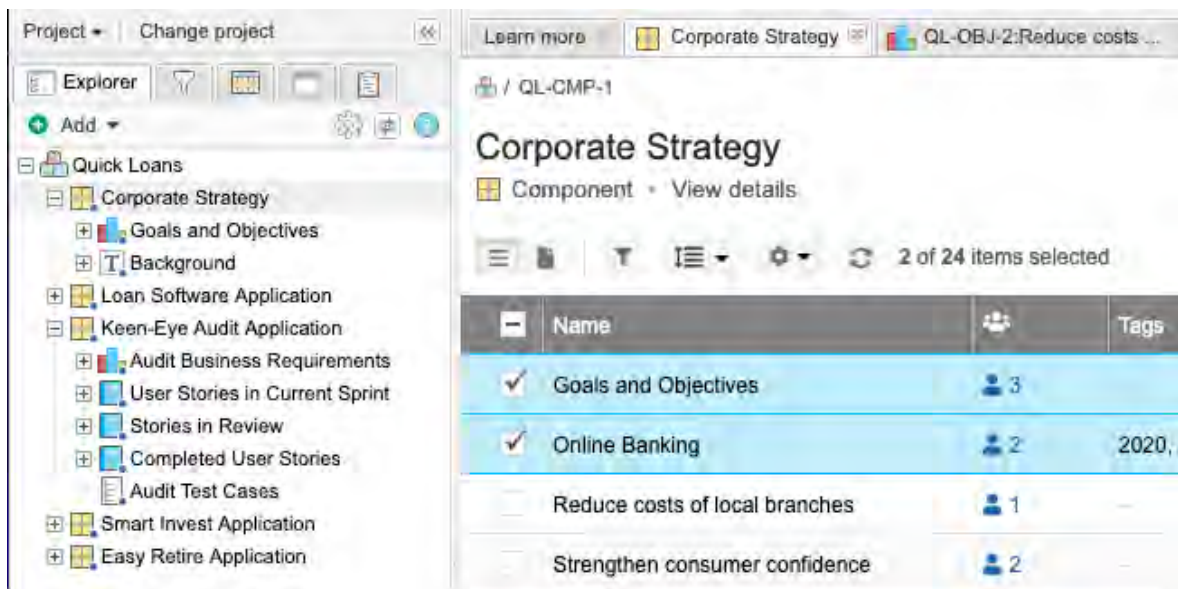 Project Change project
Explorer
Add
Quick Loans
Corporate Strategy
Goals and Objectives
T Background
Loan Software Application
Keen-Eye Audit Application
Audit Business Requirements
User Stories in Current Sprint
Stories in Review
Completed User Stories
Audit Test Cases
Smart Invest Application
Easy Retire Application
Learn more Corporate Strategy QL-OBJ-2:Reduce costs ...
/ QL-CMP-1
Corporate Strategy
Component • View details
2 of 24 items selected
Name Tags
Goals and Objectives 3
Online Banking 2 2020,
Reduce costs of local branches 1
Strengthen consumer confidence 2